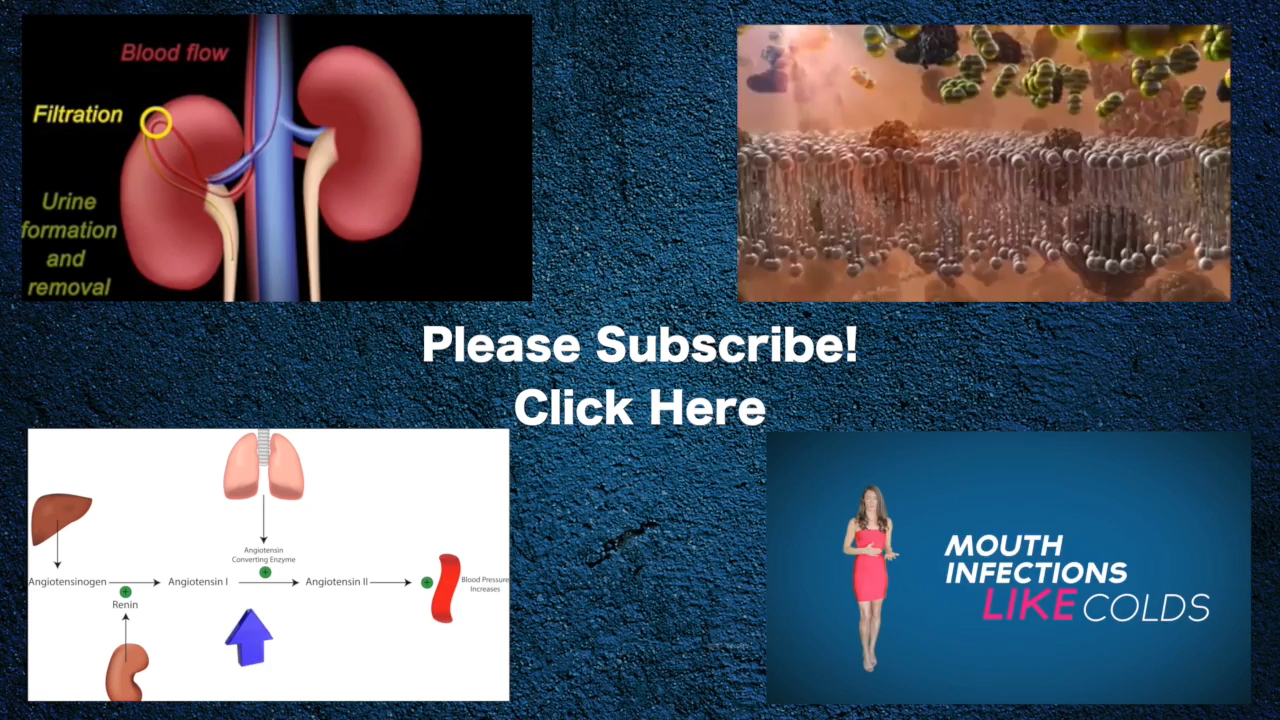 Blood flow
Filtration
Urine
formation
and
removal
Please Subscribe!
Click Here
Angiotensin
Converting Enzyme
Angiotensinogen
Angiotensin I
Angiotensin II
Blood Pressure
Increases
Renin
MOUTH
INFECTIONS
LIKE COLDS